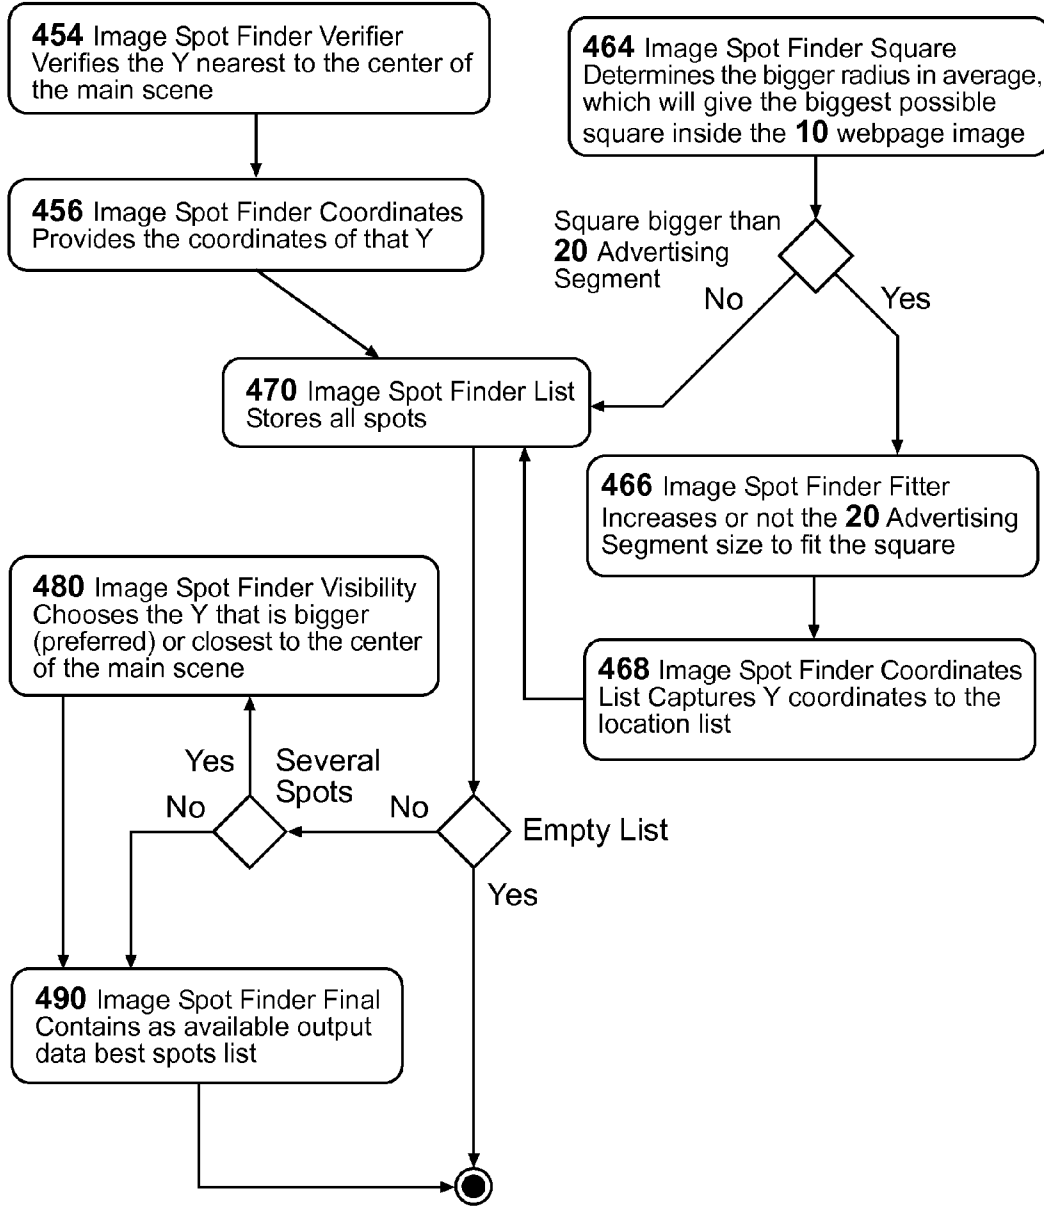 454 Image Spot Finder Verifier
Verifies the Y nearest to the center of
the main scene
464 Image Spot Finder Square
Determines the bigger radius in average,
which will give the biggest possible
square inside the 10 webpage image
456 Image Spot Finder Coordinates
Provides the coordinates of that Y
Square bigger than
20 Advertising
Segment
No
Yes
470 Image Spot Finder List
Stores all spots
466 Image Spot Finder Fitter
Increases or not the 20 Advertising
Segment size to fit the square
480 Image Spot Finder Visibility
Chooses the Y that is bigger
(preferred) or closest to the center
of the main scene
468 Image Spot Finder Coordinates
List Captures Y coordinates to the
location list
Yes
Several
Spots
No
No
Empty List
Yes
490 Image Spot Finder Final
Contains as available output
data best spots list